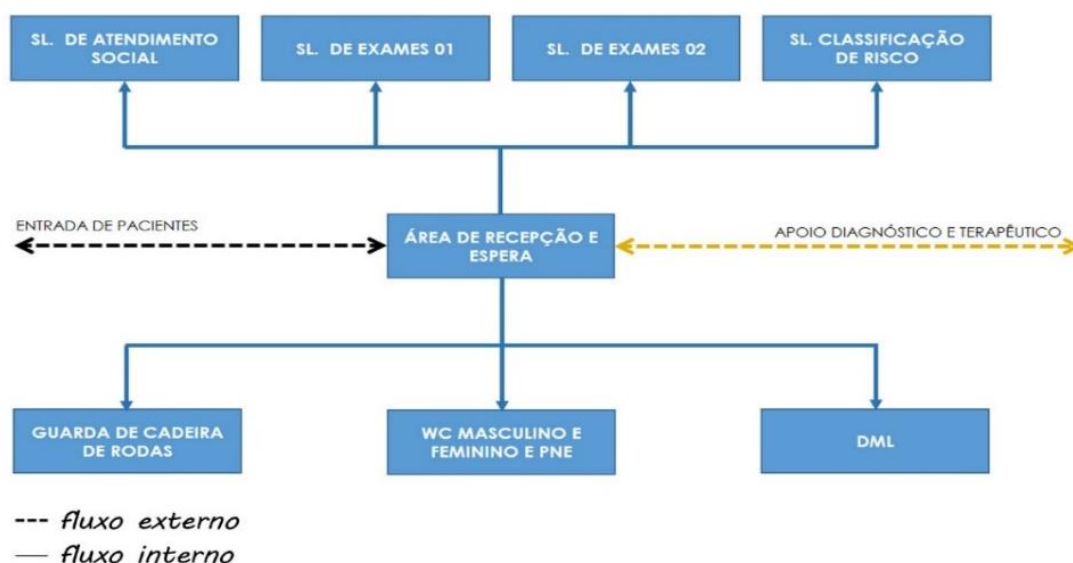 SL. DE ATENDIMENTO
SOCIAL
SL. DE EXAMES 01
SL. DE EXAMES 02
SL. CLASSIFICAÇÃO
DE RISCO
ENTRADA DE PACIENTES
ÁREA DE RECEPÇÃO E
ESPERA
APOIO DIAGNÓSTICO E TERAPÊUTICO
GUARDA DE CADEIRA
DE RODAS
WC MASCULINO E
FEMININO E PNE
DML
--- fluxo externo
— fluxo interno